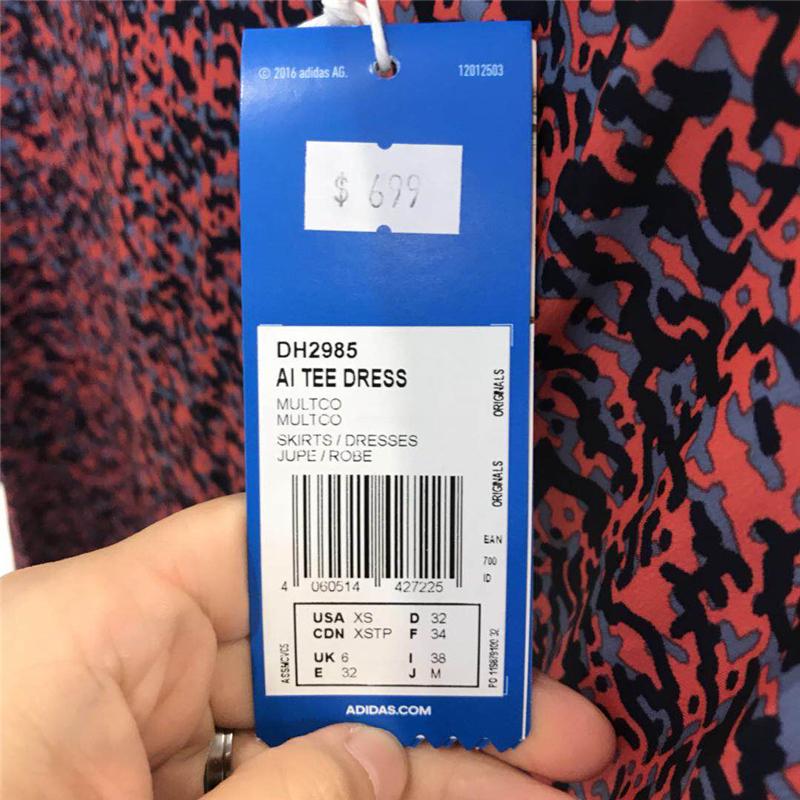 © 2016 adidas AG.
12012503
$ 699
DH2985
AI TEE DRESS
MULTCO
MULTCO
SKIRTS / DRESSES
JUPE / ROBE
ORIGINALS
ORIGINALS
EAN
700
ID
4 060514 427225
USA XS D 32
CDN XSTP F 34
UK 6 I 38
E 32 J M
ASSMCVCS
ADIDAS.COM